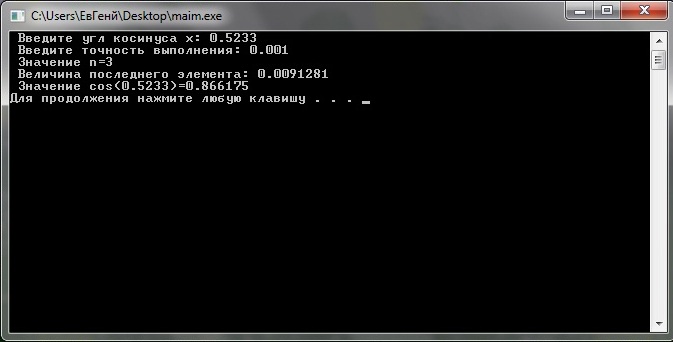 C:\Users\ЕвГений\Desktop\maim.exe
Введите угл косинуса x: 0.5233
Введите точность выполнения: 0.001
Значение n=3
Величина последнего элемента: 0.0091281
Значение cos(0.5233)=0.866175
Для продолжения нажмите любую клавишу . . . _